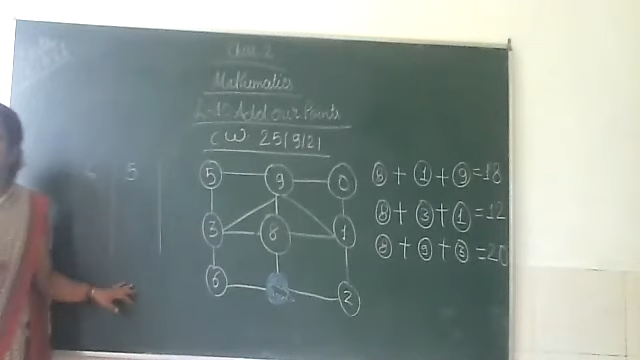 Class 2
Mathematics
L-10 Add our Points
CW 25/9/21
5
5 9 0
3 8 1
6 2
8 + 1 + 9 = 18
8 + 3 + 1 = 12
8 + 9 + 3 = 20